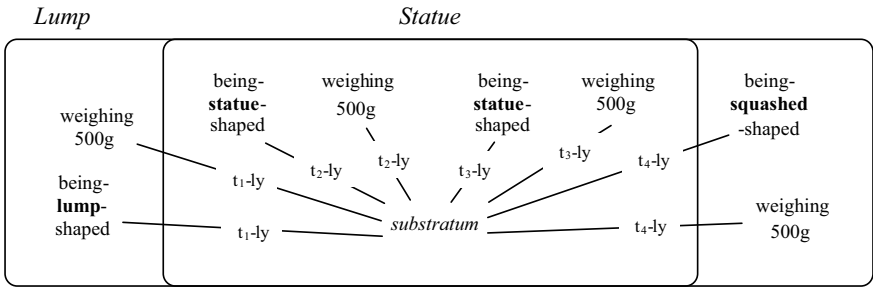 Lump
Statue
weighing
500g
being-
lump-
shaped
being-
statue-
shaped
weighing
500g
being-
statue-
shaped
weighing
500g
being-
squashed
-shaped
weighing
500g
t₁-ly
t₁-ly
t₂-ly
t₂-ly
t₃-ly
t₃-ly
t₄-ly
t₄-ly
substratum